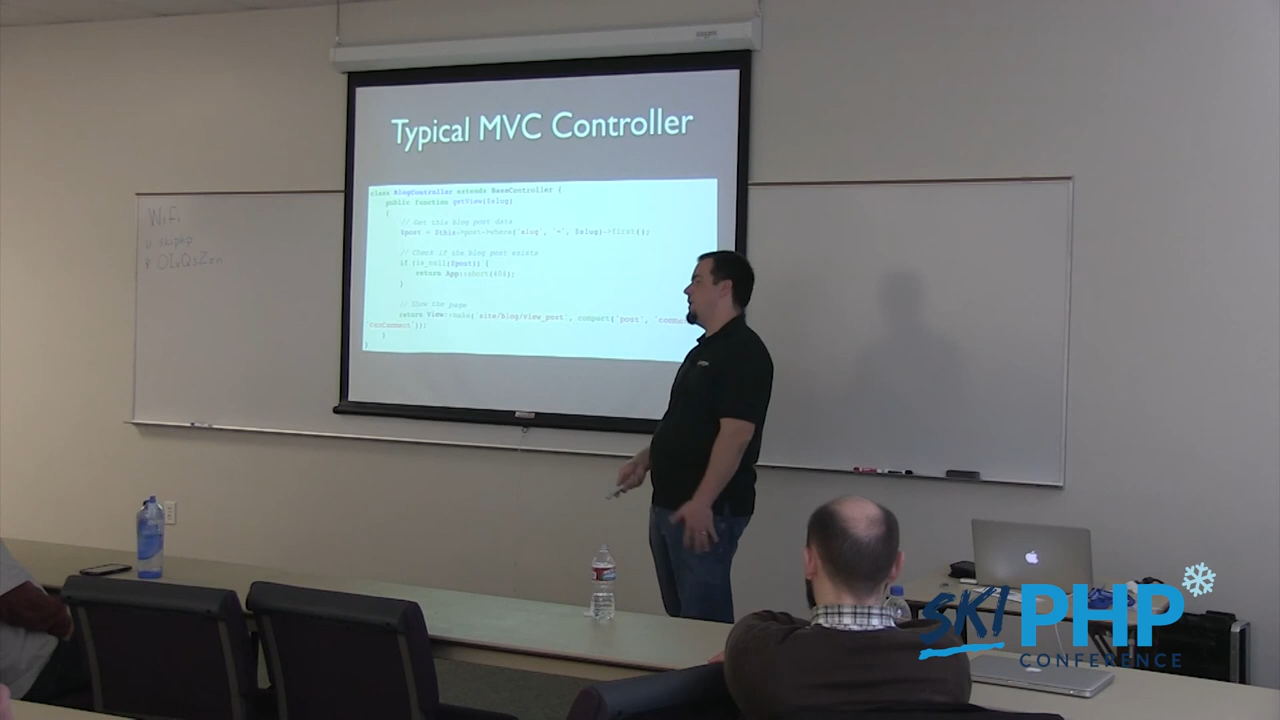 Typical MVC Controller
class BlogController extends BaseController {
public function getView($slug)
{
// Get this blog post data
$post = $this->post->where('slug', '=', $slug)->first();
// Check if the blog post exists
if (is_null($post)) {
return App::abort(404);
}
// Show the page
return View::make('site/blog/view_post', compact('post', 'comme
'canComment'));
}
}
WiFi
skiphp
SKI PHP
CONFERENCE